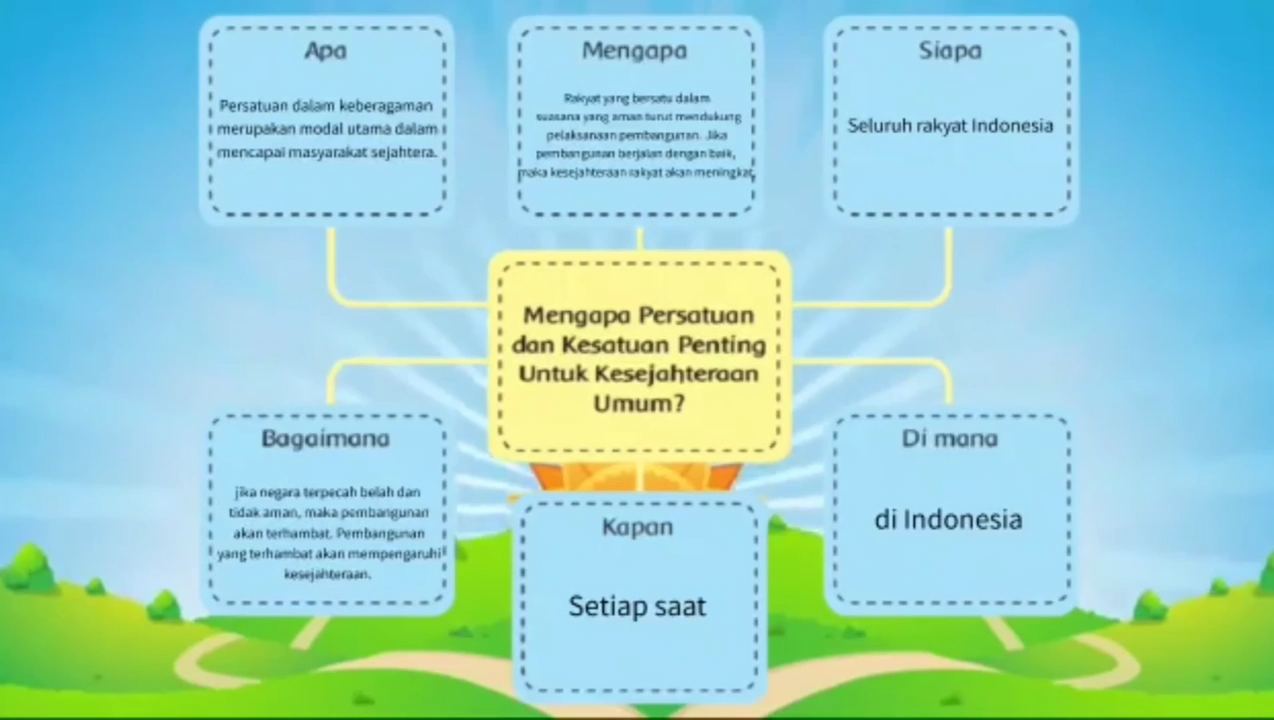 Apa
Persatuan dalam keberagaman
merupakan modal utama dalam
mencapai masyarakat sejahtera.
Mengapa
Rakyat yang bersatu dalam
suasana yang aman turut mendukung
pelaksanaan pembangunan. Jika
pembangunan berjalan dengan baik,
maka kesejahteraan rakyat akan meningkat.
Siapa
Seluruh rakyat Indonesia
Mengapa Persatuan
dan Kesatuan Penting
Untuk Kesejahteraan
Umum?
Bagaimana
jika negara terpecah belah dan
tidak aman, maka pembangunan
akan terhambat. Pembangunan
yang terhambat akan mempengaruhi
kesejahteraan.
Kapan
Setiap saat
Di mana
di Indonesia